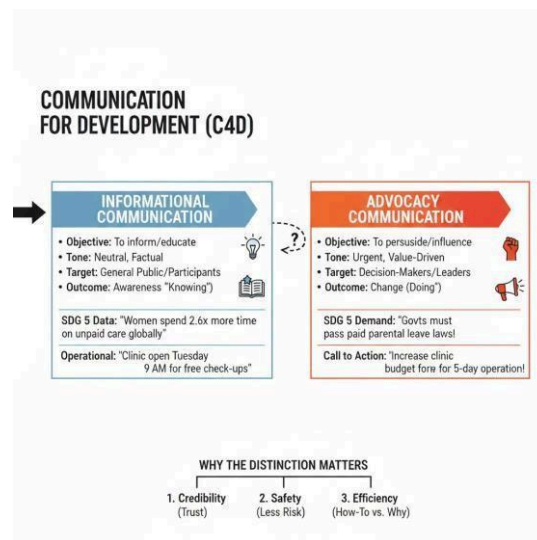 COMMUNICATION
FOR DEVELOPMENT (C4D)
INFORMATIONAL
COMMUNICATION
• Objective: To inform/educate
• Tone: Neutral, Factual
• Target: General Public/Participants
• Outcome: Awareness "Knowing")
SDG 5 Data: "Women spend 2.6x more time
on unpaid care globally"
Operational: "Clinic open Tuesday
9 AM for free check-ups"
?
ADVOCACY
COMMUNICATION
• Objective: To persuside/influence
• Tone: Urgent, Value-Driven
• Target: Decision-Makers/Leaders
• Outcome: Change (Doing")
SDG 5 Demand: "Govts must
pass paid parental leave laws!
Call to Action: "Increase clinic
budget fore for 5-day operation!
WHY THE DISTINCTION MATTERS
1. Credibility
(Trust)
2. Safety
(Less Risk)
3. Efficiency
(How-To vs. Why)